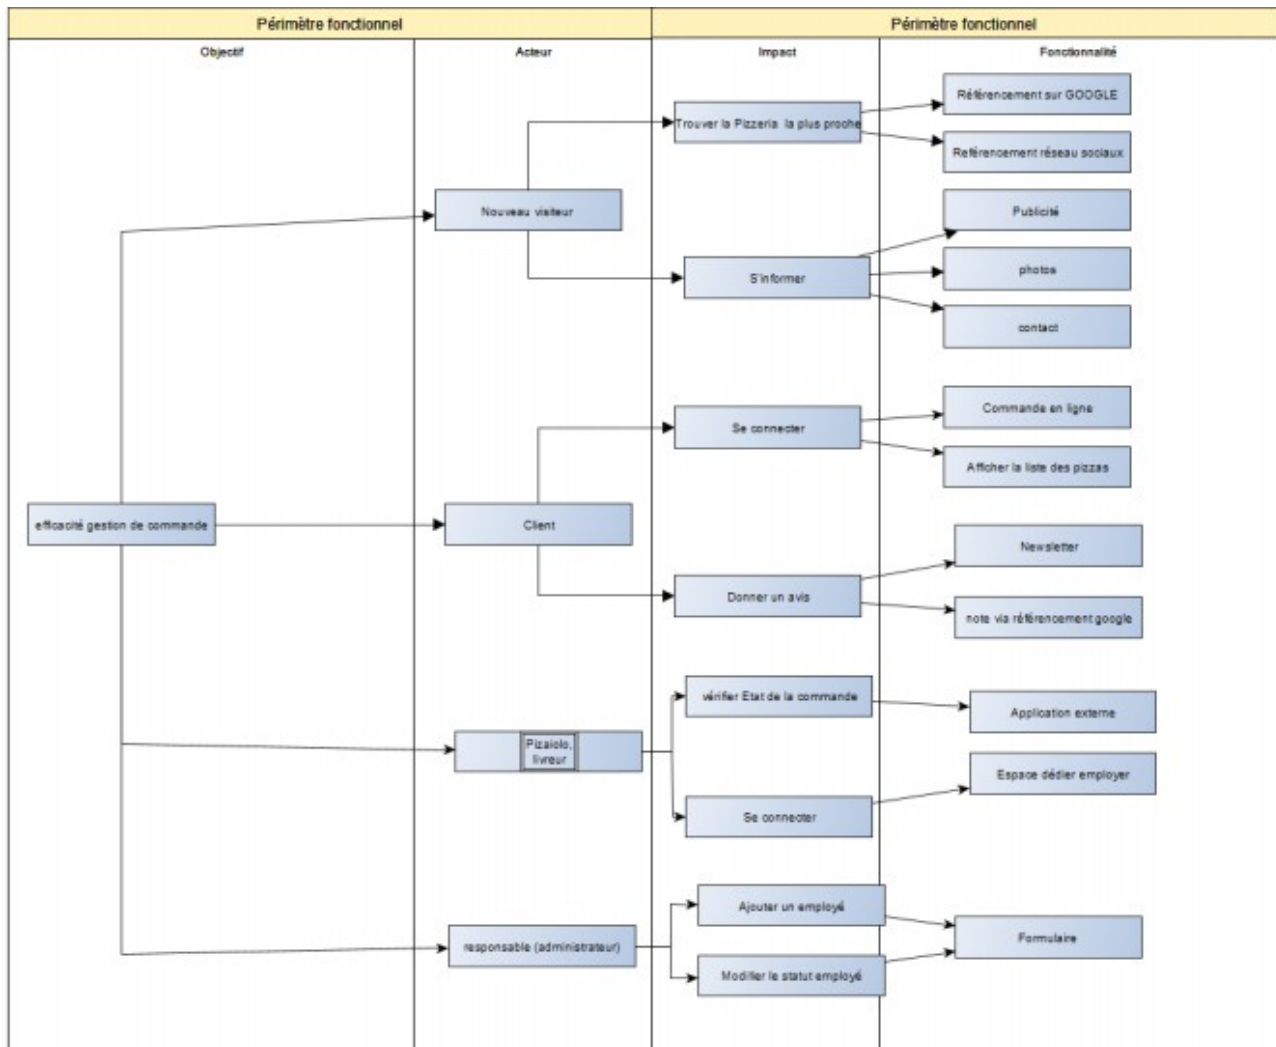 Périmètre fonctionnel
Périmètre fonctionnel
Objectif
Acteur
Impact
Fonctionnalité
Référencement sur GOOGLE
Trouver la Pizzeria la plus proche
Reférencement réseau sociaux
Nouveau visiteur
Publicité
S'informer
photos
contact
Se connecter
Commande en ligne
Afficher la liste des pizzas
efficacité gestion de commande
Client
Newsletter
Donner un avis
note via référencement google
vérifier Etat de la commande
Application externe
Pizaiolo,
livreur
Espace dédier employer
Se connecter
Ajouter un employé
responsable (administrateur)
Formulaire
Modifier le statut employé